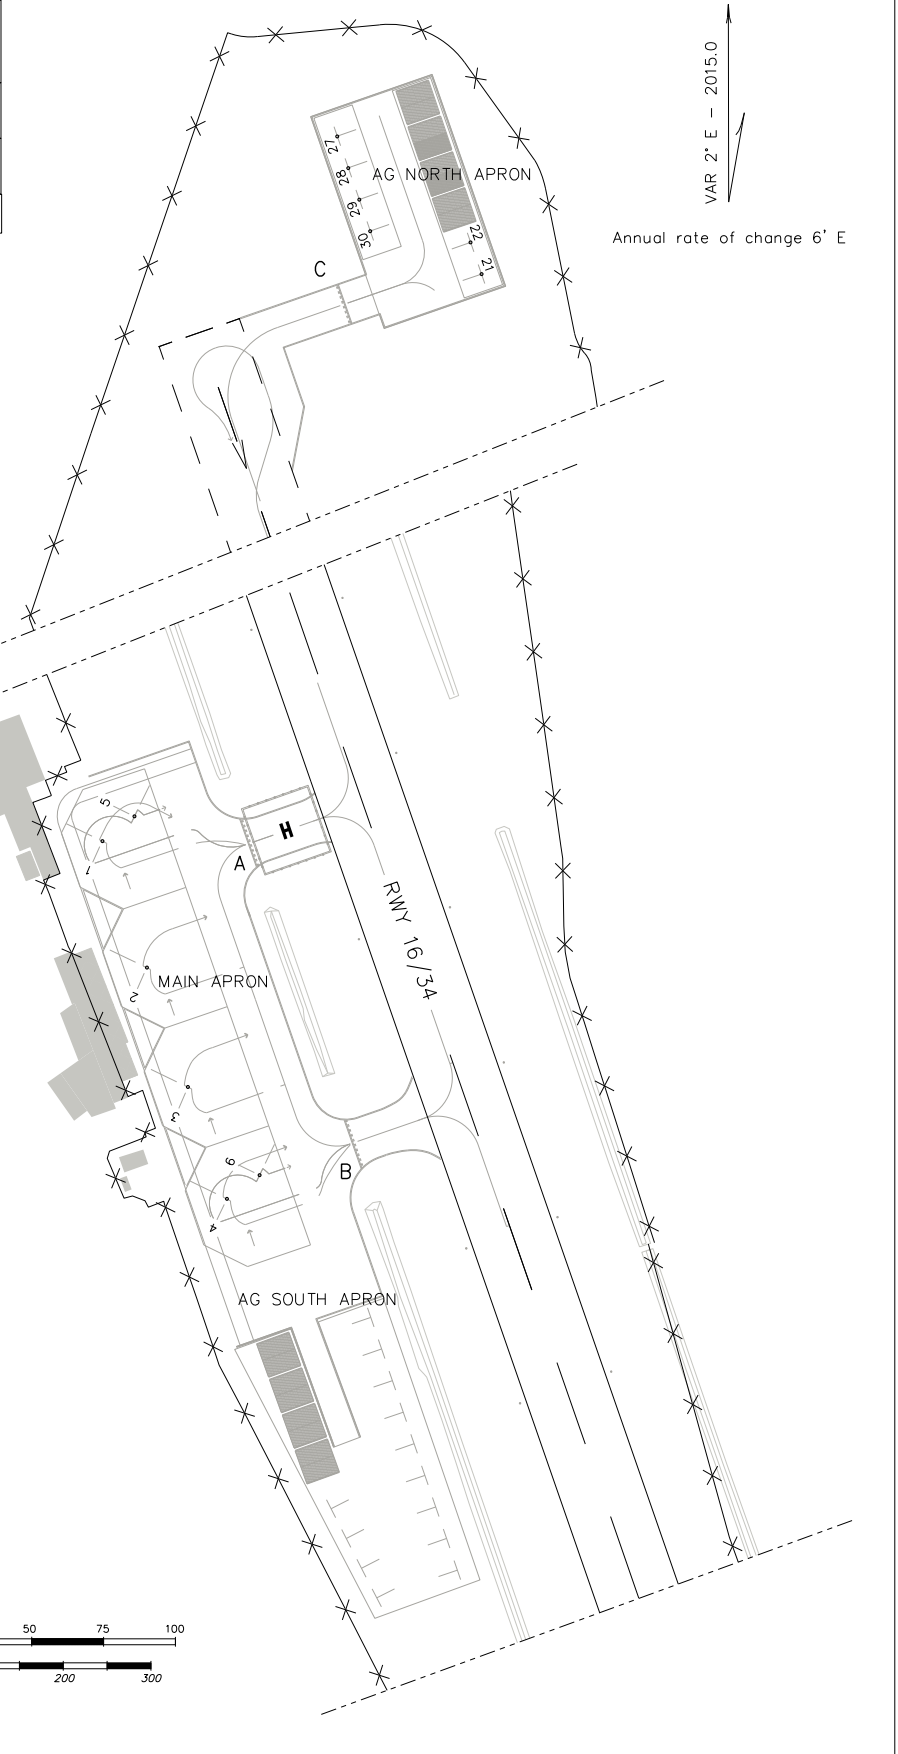 VAR 2° E - 2015.0
Annual rate of change 6' E
27
28
29
30
AG NORTH APRON
22
21
C
5
1
H
A
RWY 16/34
2
MAIN APRON
3
6
4
B
AG SOUTH APRON
50 75 100
200 300